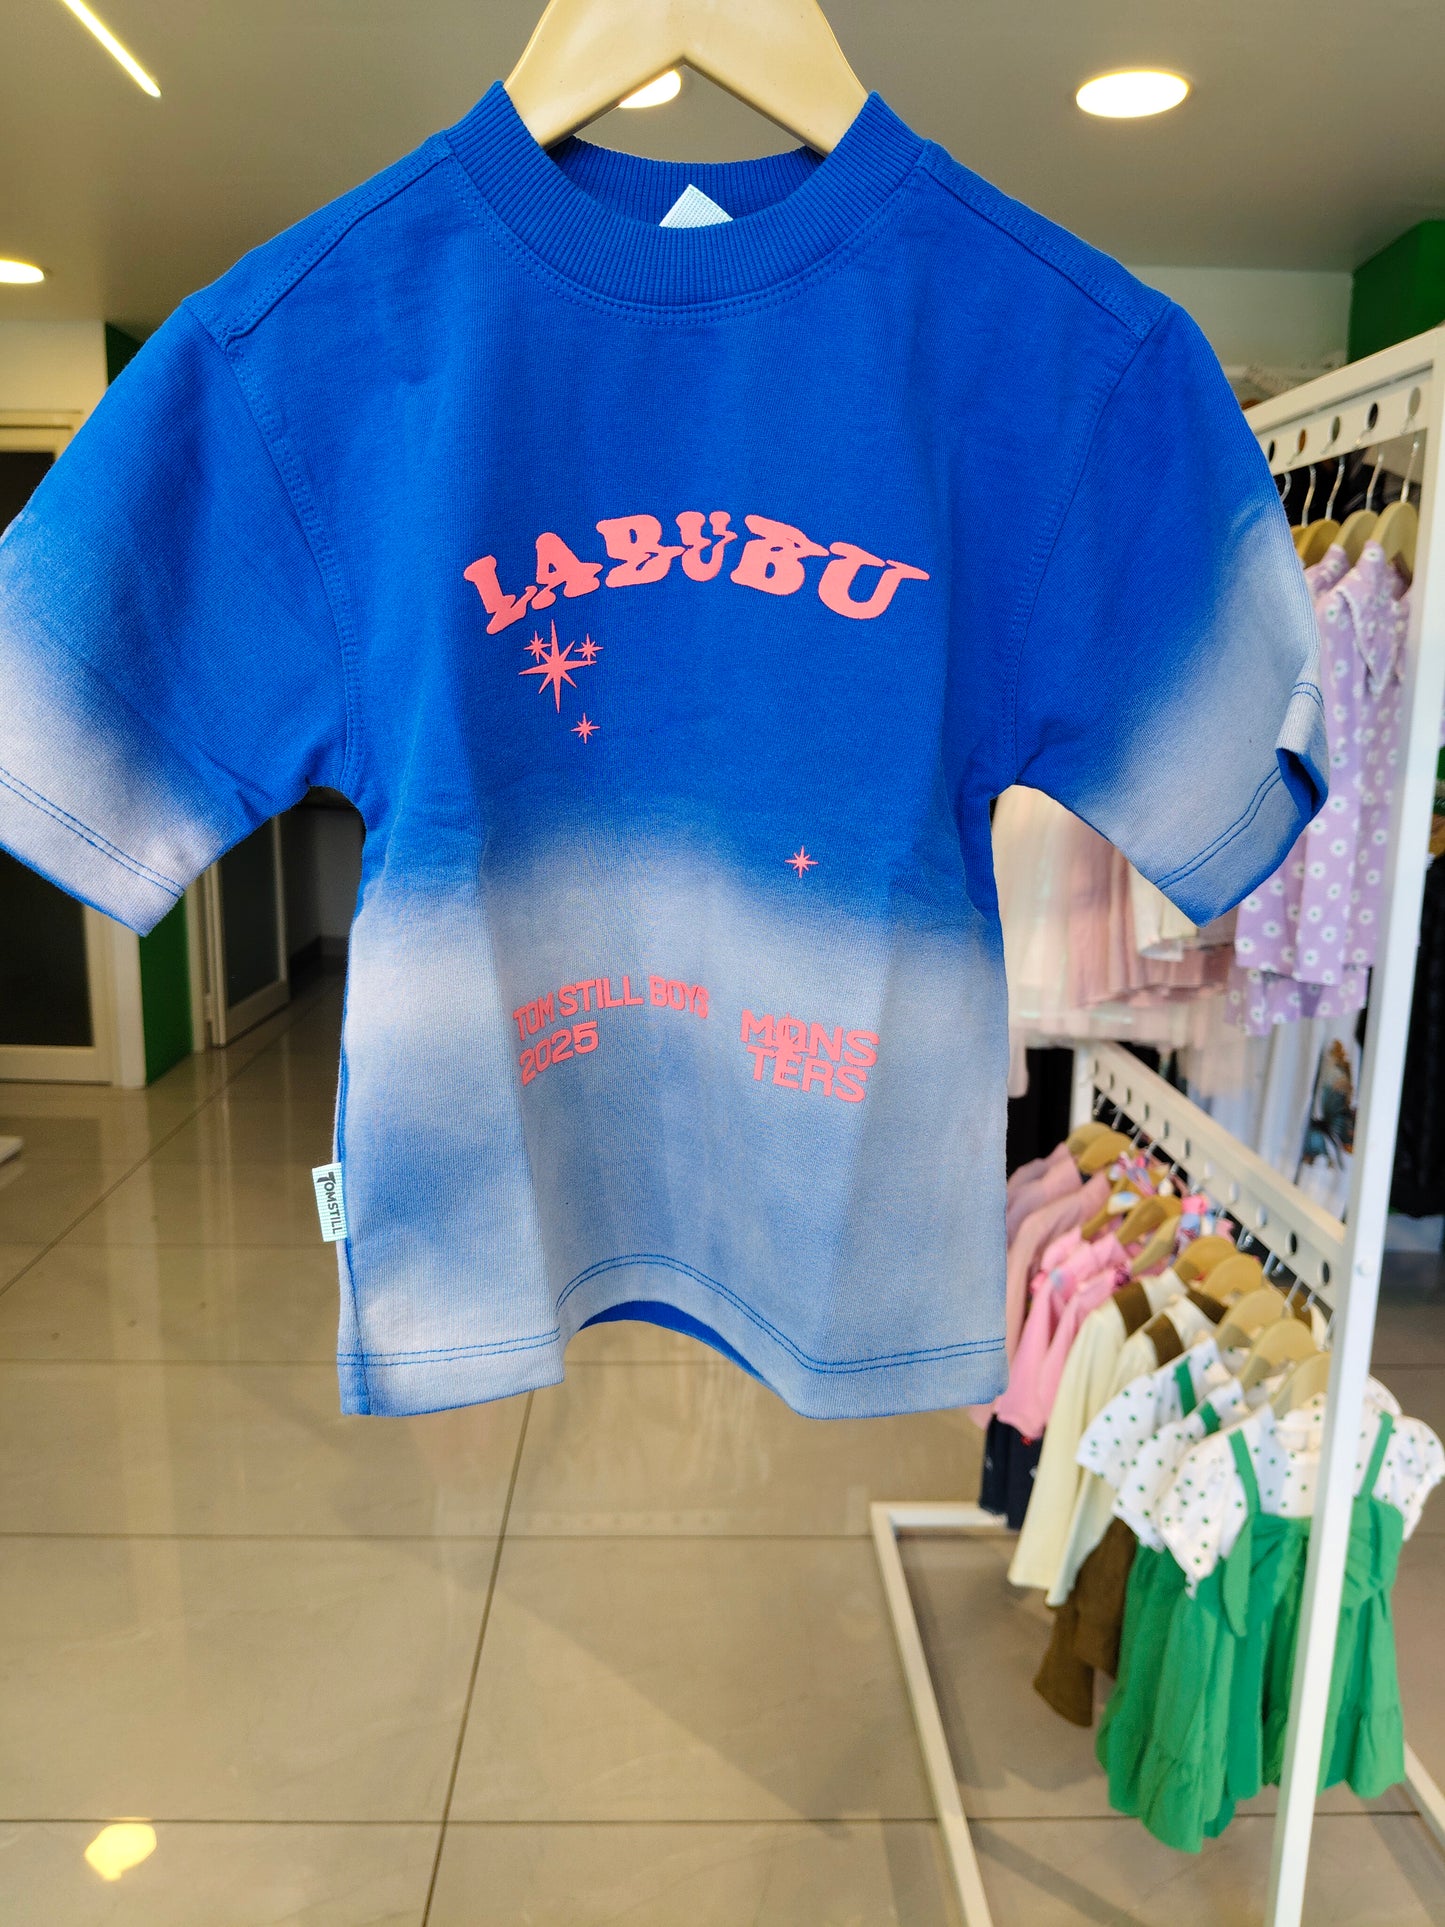 LABUBU
TOM STILL BOYS
2025
MONS
TERS
TOMSTILL